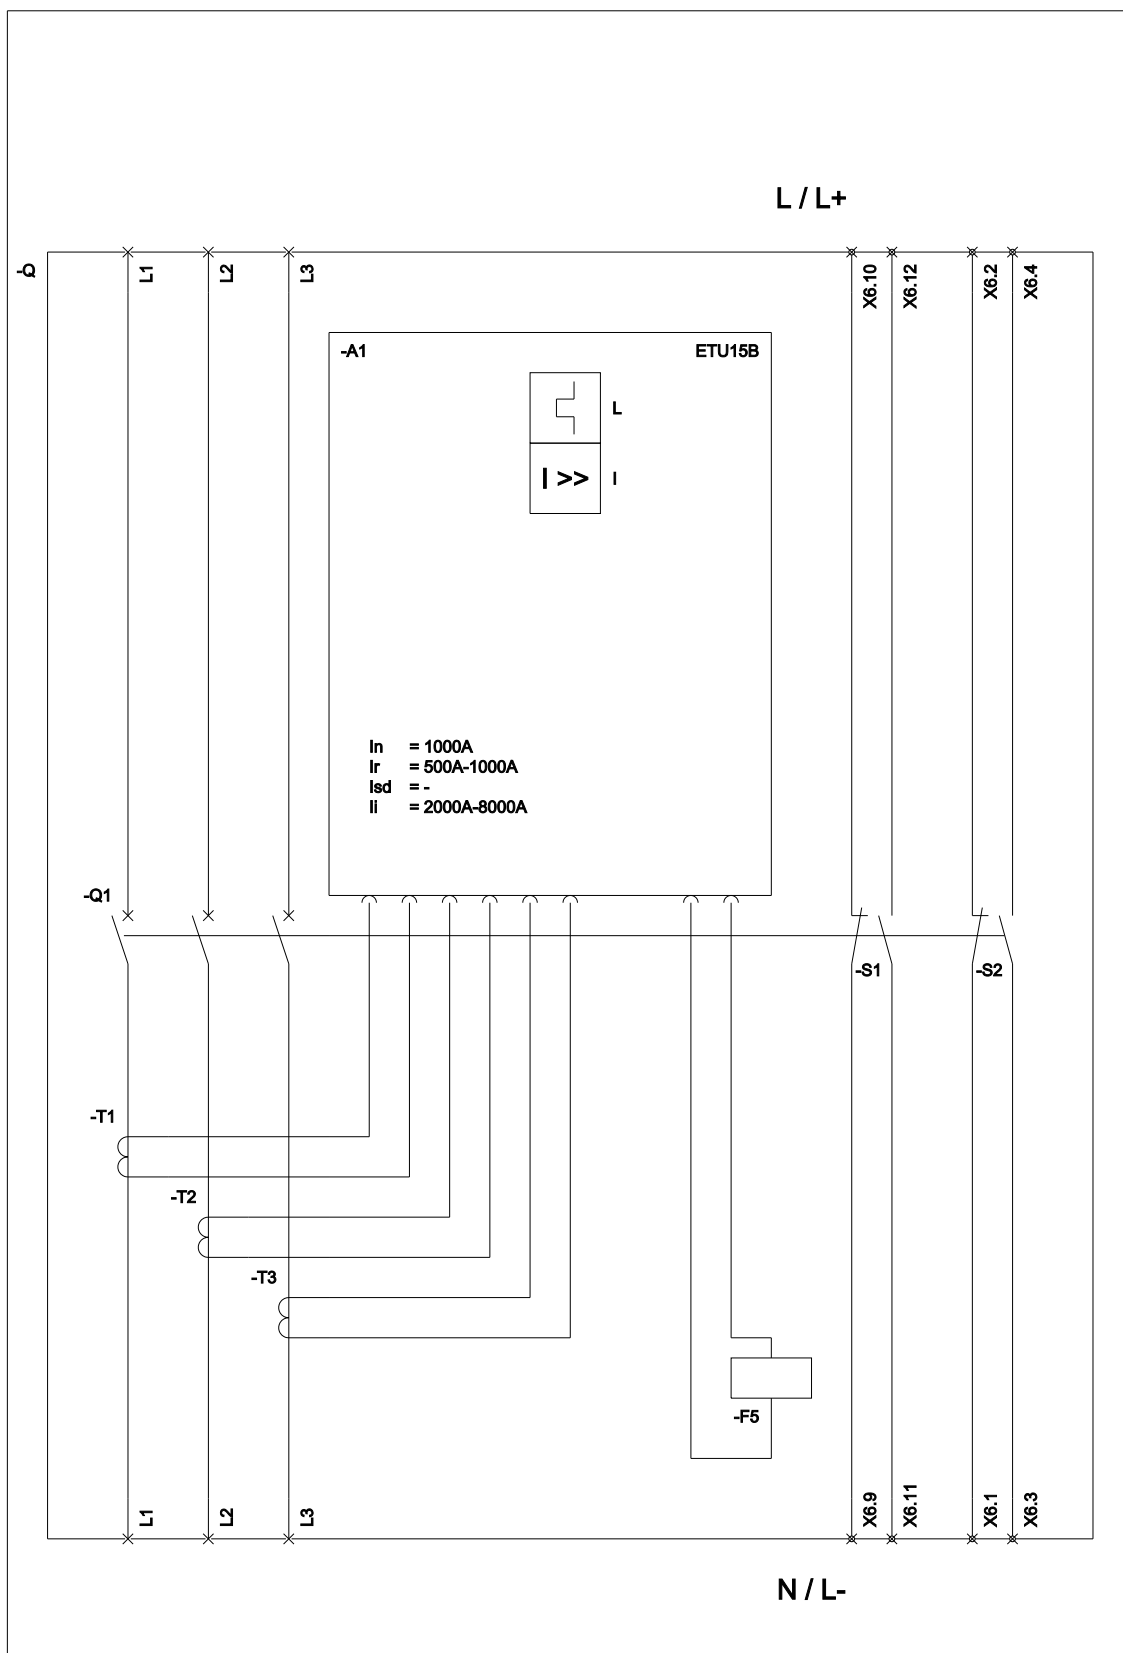 L / L+
-Q
L1
L2
L3
X6.10
X6.12
X6.2
X6.4
-A1 ETU15B
L
I >> I
In = 1000A
Ir = 500A-1000A
Isd = -
Ii = 2000A-8000A
-Q1
-S1
-S2
-T1
-T2
-T3
-F5
L1
L2
L3
X6.9
X6.11
X6.1
X6.3
N / L-